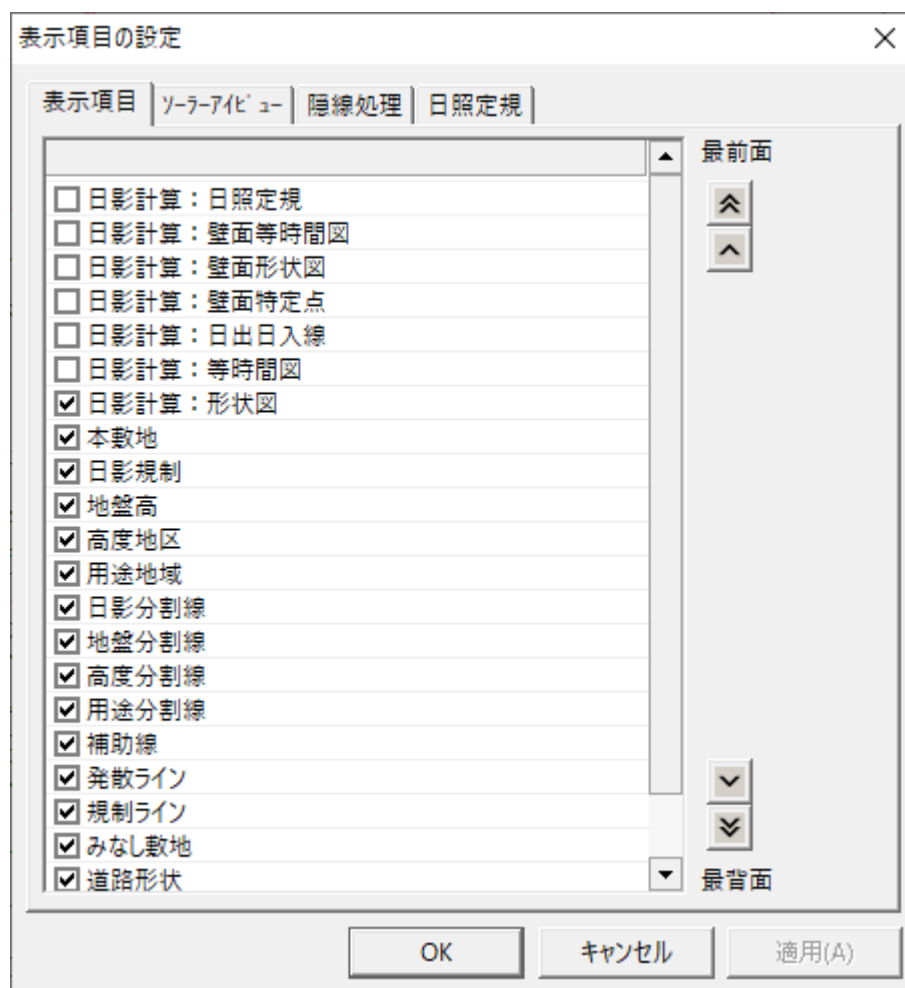 表示項目の設定
表示項目 ソーラーアイビュー 隠線処理 日照定規
最前面
日影計算:日照定規
日影計算:壁面等時間図
日影計算:壁面形状図
日影計算:壁面特定点
日影計算:日出日入線
日影計算:等時間図
日影計算:形状図
本敷地
日影規制
地盤高
高度地区
用途地域
日影分割線
地盤分割線
高度分割線
用途分割線
補助線
発散ライン
規制ライン
みなし敷地
道路形状
最背面
OK キャンセル 適用(A)